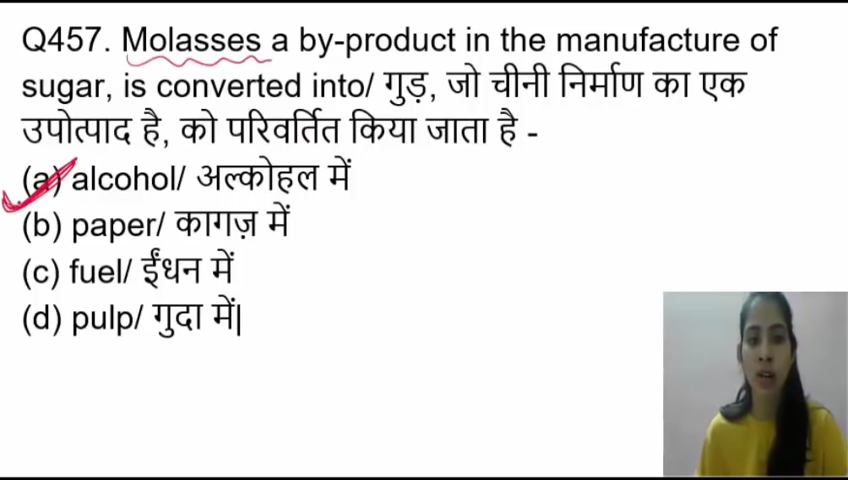 Q457. Molasses a by-product in the manufacture of
sugar, is converted into/ गुड़, जो चीनी निर्माण का एक
उपोत्पाद है, को परिवर्तित किया जाता है -
(a) alcohol/ अल्कोहल में
(b) paper/ कागज़ में
(c) fuel/ ईंधन में
(d) pulp/ गुदा में|